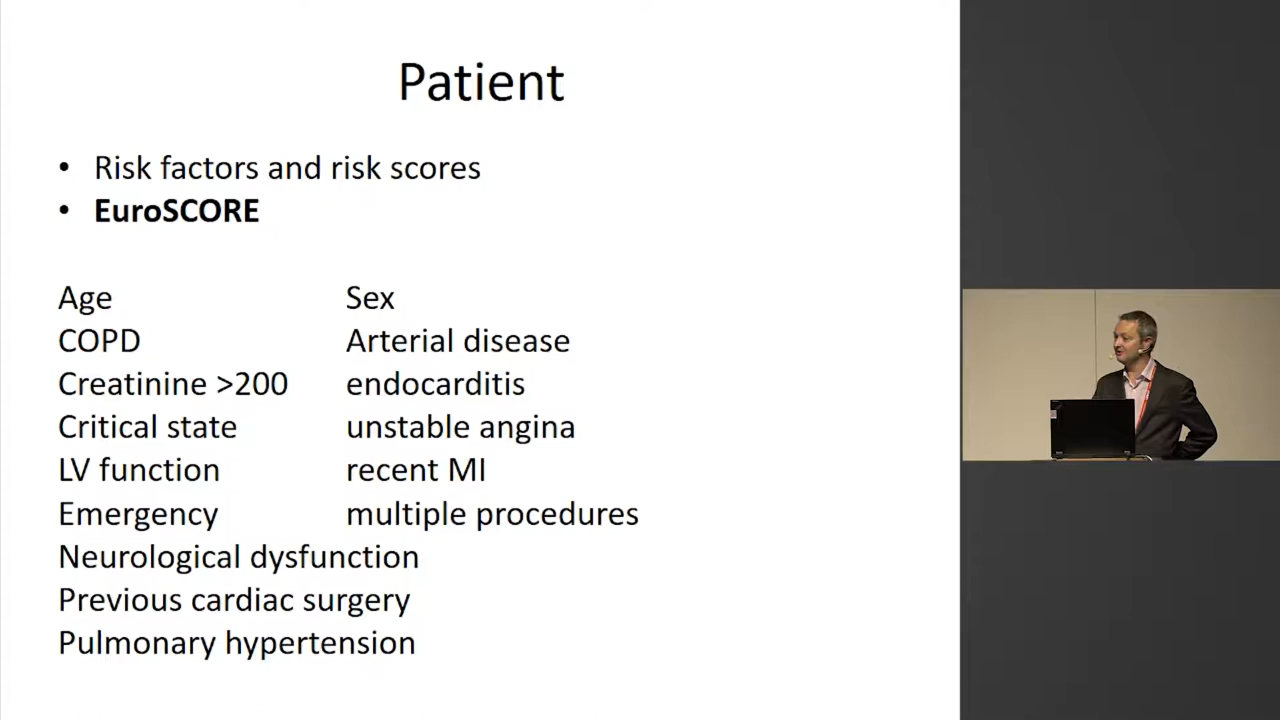 Patient
• Risk factors and risk scores
• EuroSCORE
Age Sex
COPD Arterial disease
Creatinine >200 endocarditis
Critical state unstable angina
LV function recent MI
Emergency multiple procedures
Neurological dysfunction
Previous cardiac surgery
Pulmonary hypertension